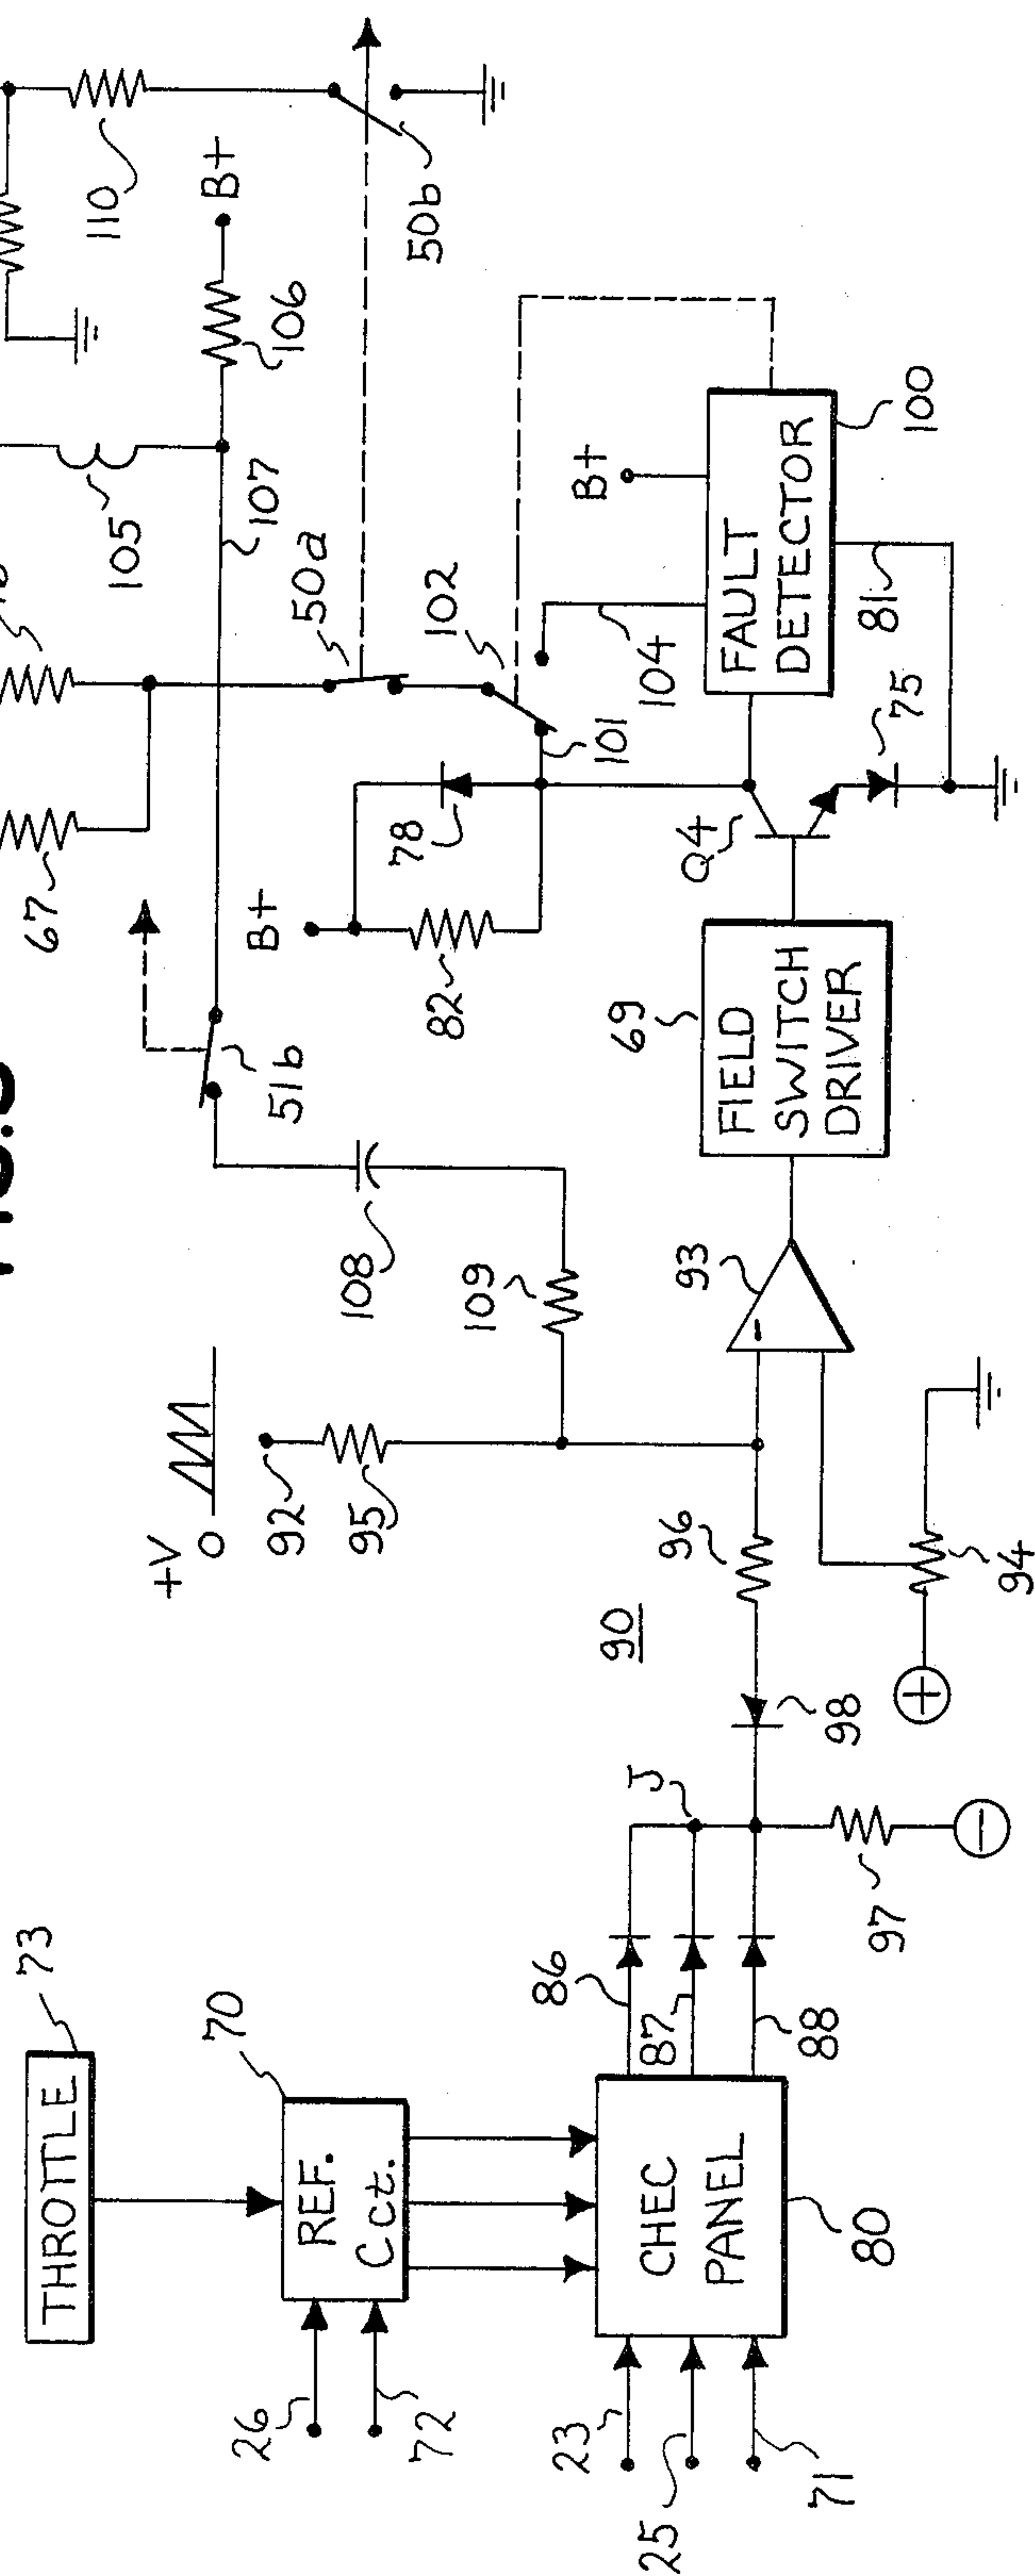 110
B+
50b
106
105
107
50a
102
67
51b
B+
78
82
101
104
B+
FAULT
DETECTOR
100
81
75
Q4
69
FIELD
SWITCH
DRIVER
108
109
93
−
+V
0
92
95
96
90
94
+
98
J
97
−
73
THROTTLE
70
REF.
Cct.
86
87
88
CHEC
PANEL
80
26
72
23
25
71